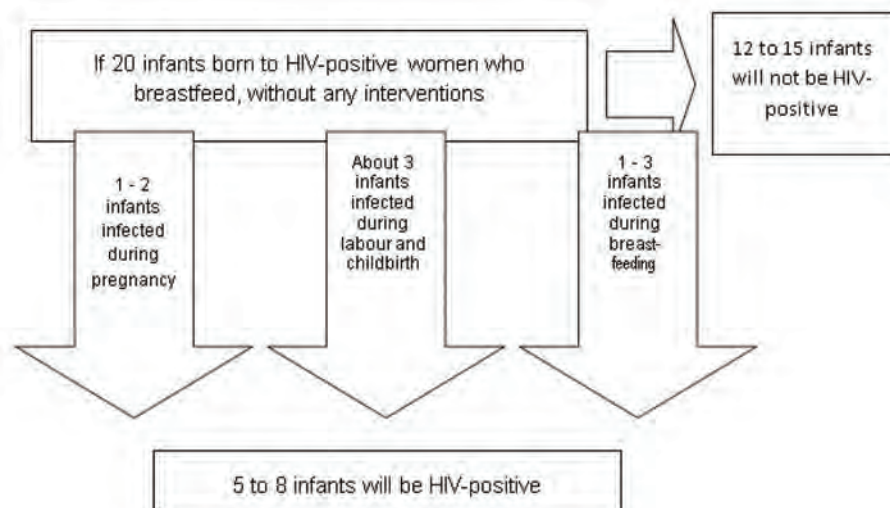 If 20 infants born to HIV-positive women who
breastfeed, without any interventions
12 to 15 infants
will not be HIV-
positive
1 - 2
infants
infected
during
pregnancy
About 3
infants
infected
during
labour and
childbirth
1 - 3
infants
infected
during
breast-
feeding
5 to 8 infants will be HIV-positive